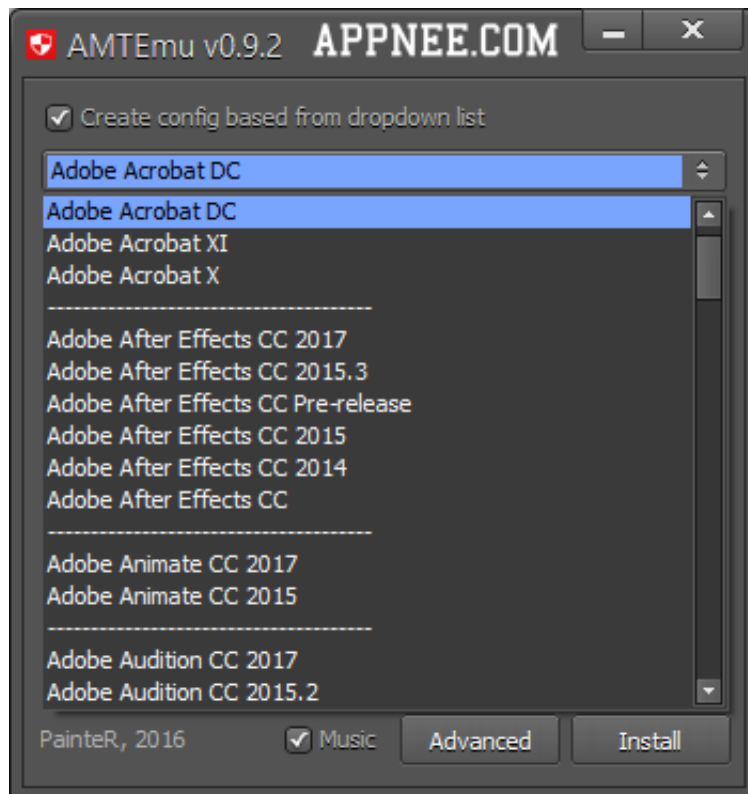 AMTEmu v0.9.2 APPNEE.COM
Create config based from dropdown list
Adobe Acrobat DC
Adobe Acrobat DC
Adobe Acrobat XI
Adobe Acrobat X
---------------------------------------
Adobe After Effects CC 2017
Adobe After Effects CC 2015.3
Adobe After Effects CC Pre-release
Adobe After Effects CC 2015
Adobe After Effects CC 2014
Adobe After Effects CC
---------------------------------------
Adobe Animate CC 2017
Adobe Animate CC 2015
---------------------------------------
Adobe Audition CC 2017
Adobe Audition CC 2015.2
PainteR, 2016 Music Advanced Install